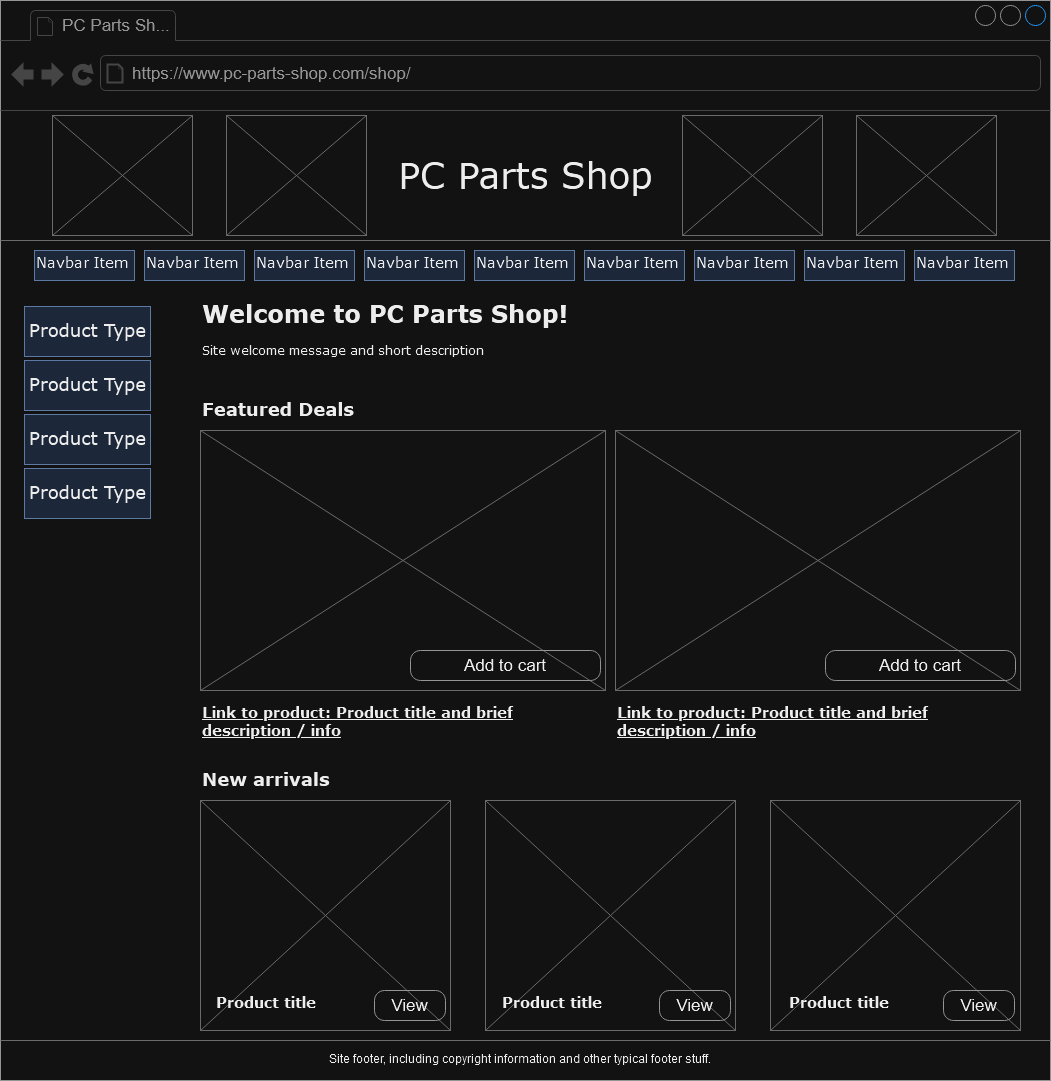 PC Parts Sh...
https://www.pc-parts-shop.com/shop/
PC Parts Shop
Navbar Item Navbar Item Navbar Item Navbar Item Navbar Item Navbar Item Navbar Item Navbar Item Navbar Item
Product Type
Product Type
Product Type
Product Type
Welcome to PC Parts Shop!
Site welcome message and short description
Featured Deals
Add to cart
Link to product: Product title and brief
description / info
Add to cart
Link to product: Product title and brief
description / info
New arrivals
Product title View
Product title View
Product title View
Site footer, including copyright information and other typical footer stuff.